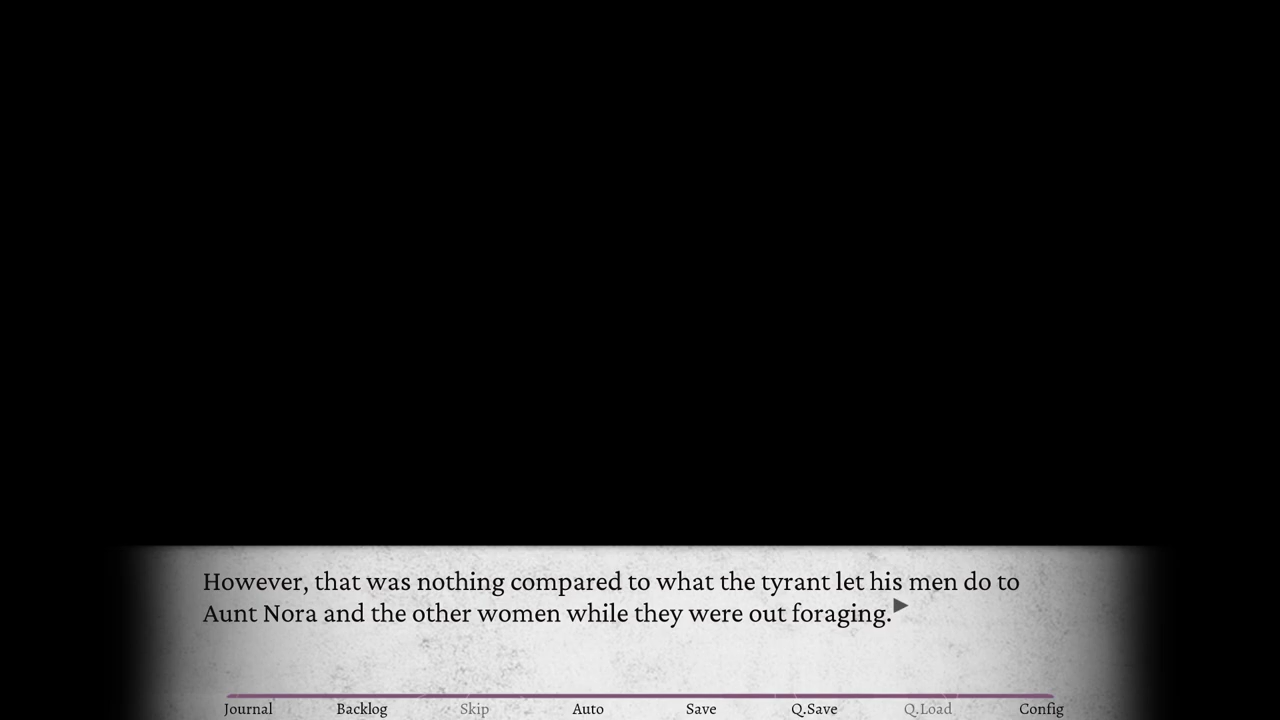 However, that was nothing compared to what the tyrant let his men do to
Aunt Nora and the other women while they were out foraging.
Journal Backlog Skip Auto Save Q.Save Q.Load Config